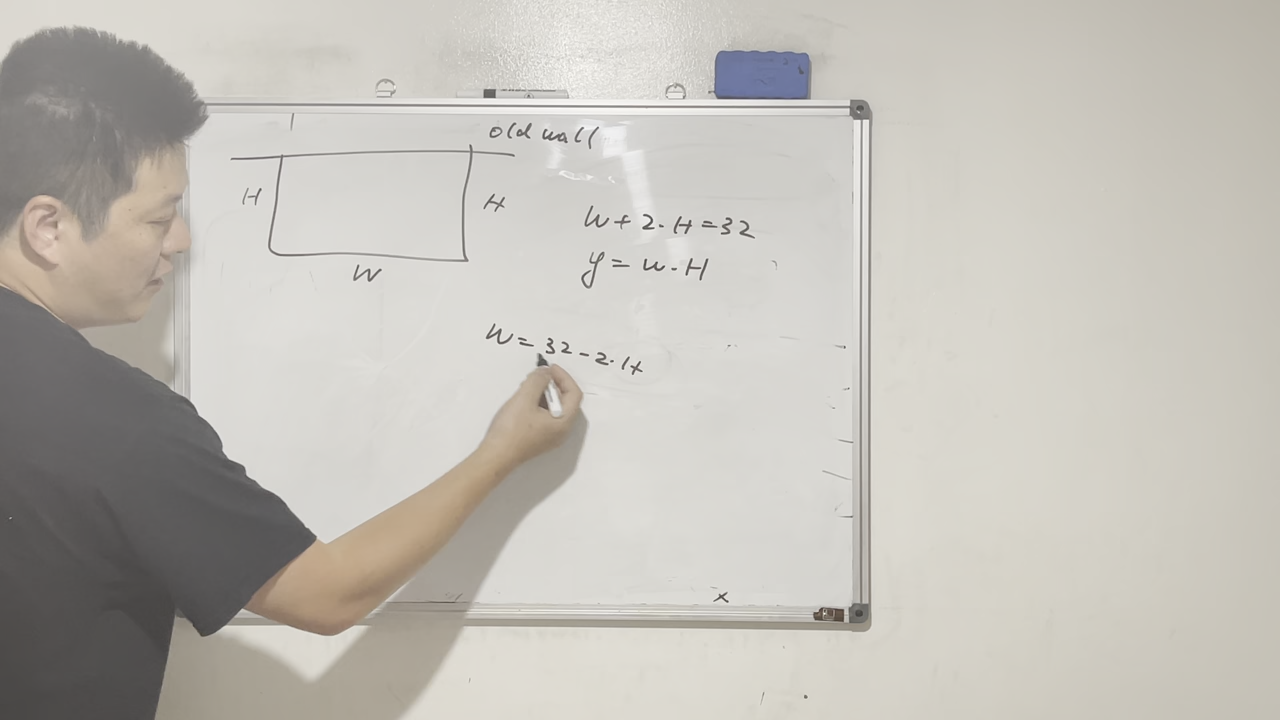 old wall
H
H
W
W + 2·H = 32
y = w·H
W = 32 - 2·H
x